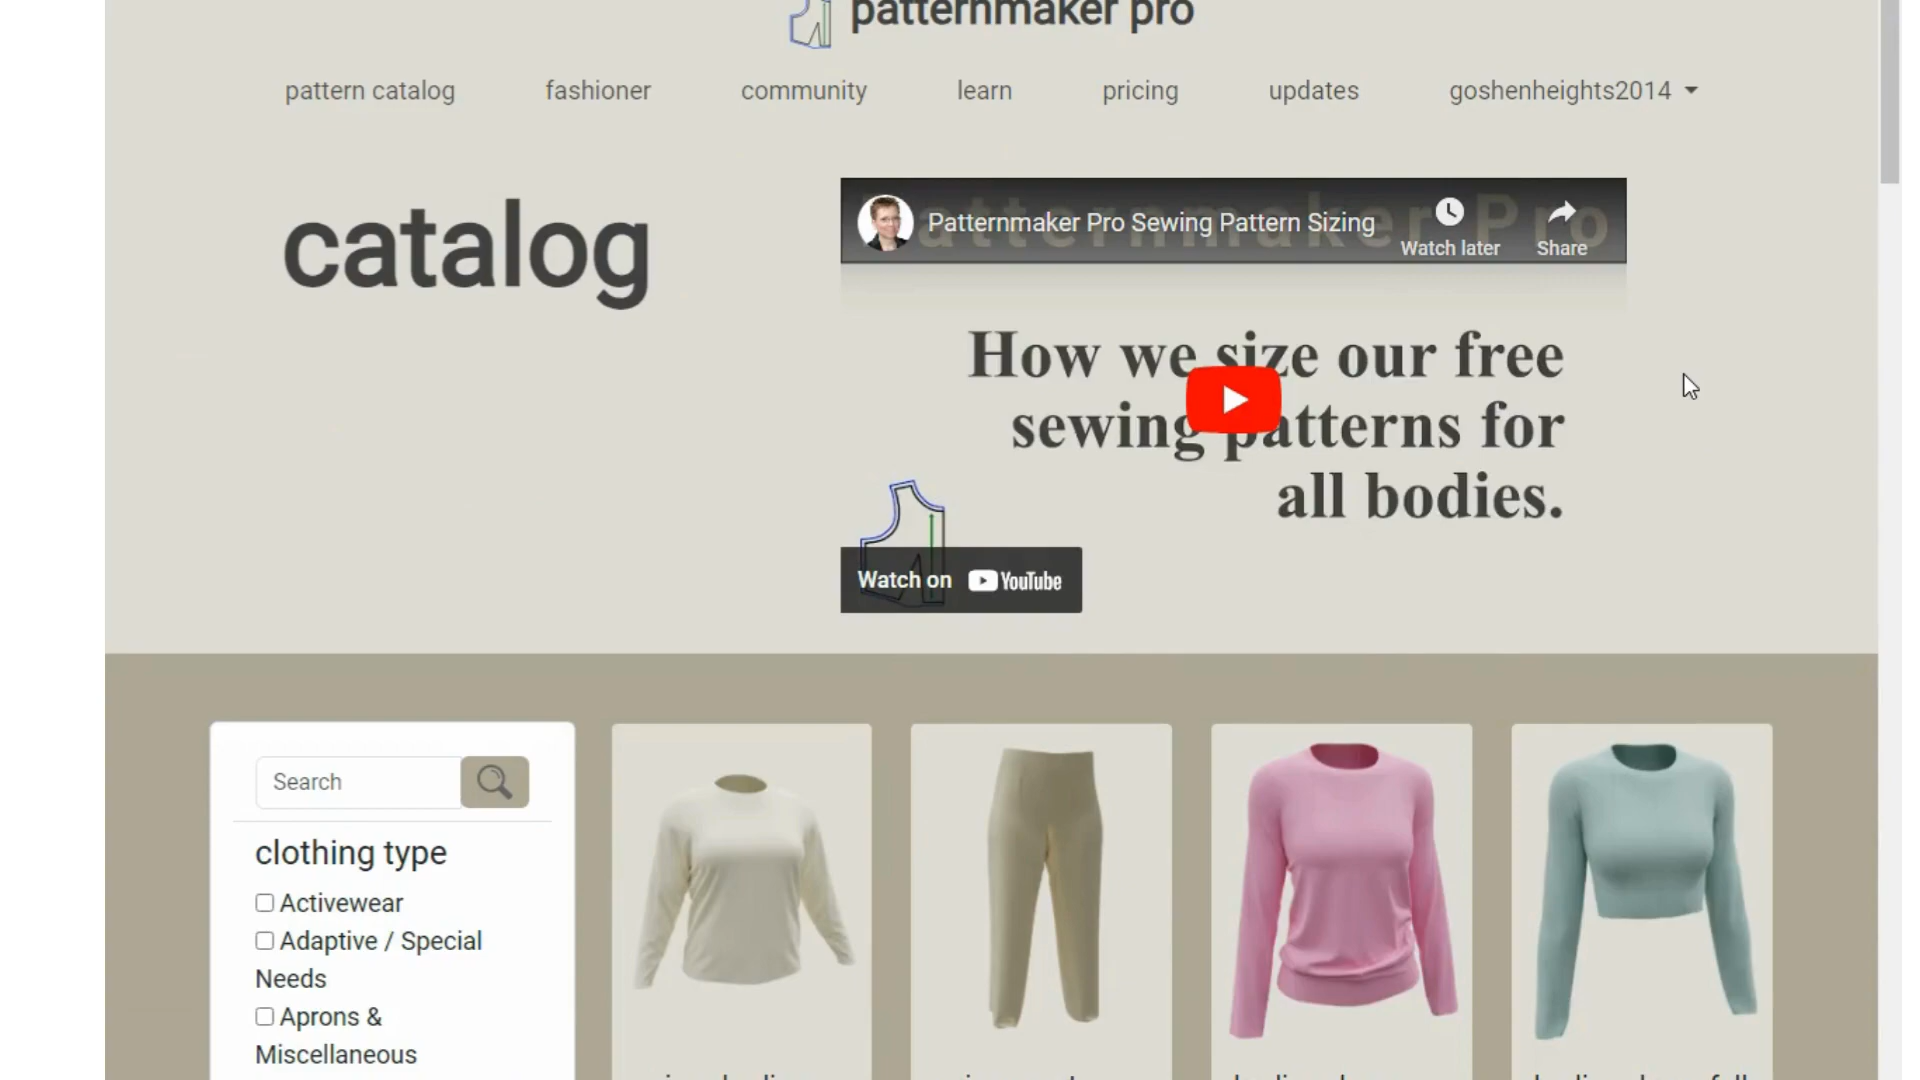 patternmaker pro
pattern catalog
fashioner
community
learn
pricing
updates
goshenheights2014
catalog
Patternmaker Pro
Patternmaker Pro Sewing Pattern Sizing
Watch later
Share
How we size our free
sewing patterns for
all bodies.
Watch on YouTube
Search
clothing type
Activewear
Adaptive / Special
Needs
Aprons &
Miscellaneous